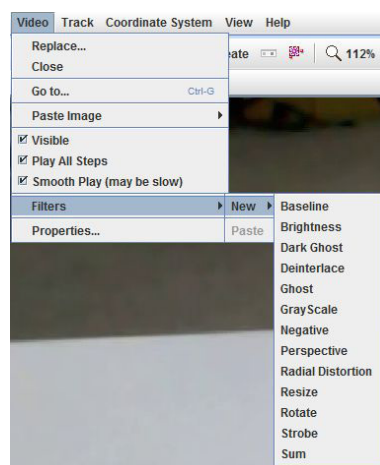 Video Track Coordinate System View Help
Replace...
Close
eate 112%
Go to... Ctrl-G
Paste Image
Visible
Play All Steps
Smooth Play (may be slow)
Filters
Properties...
New
Paste
Baseline
Brightness
Dark Ghost
Deinterlace
Ghost
GrayScale
Negative
Perspective
Radial Distortion
Resize
Rotate
Strobe
Sum